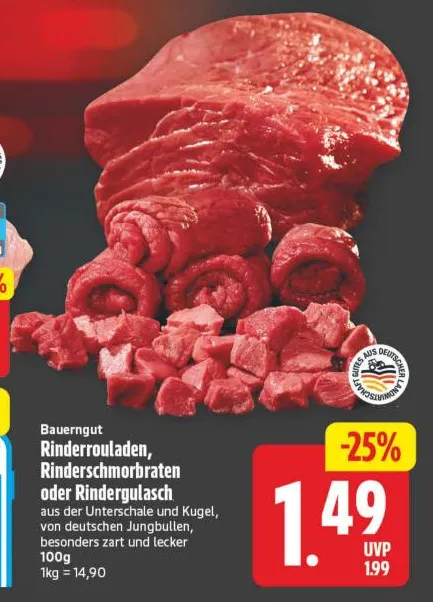 Bauerngut
Rinderrouladen,
Rinderschmorbraten
oder Rindergulasch
aus der Unterschale und Kugel,
von deutschen Jungbullen,
besonders zart und lecker
100g
1kg = 14,90
GUTES AUS DEUTSCHER LANDWIRTSCHAFT
-25%
1.49
UVP
1.99
%